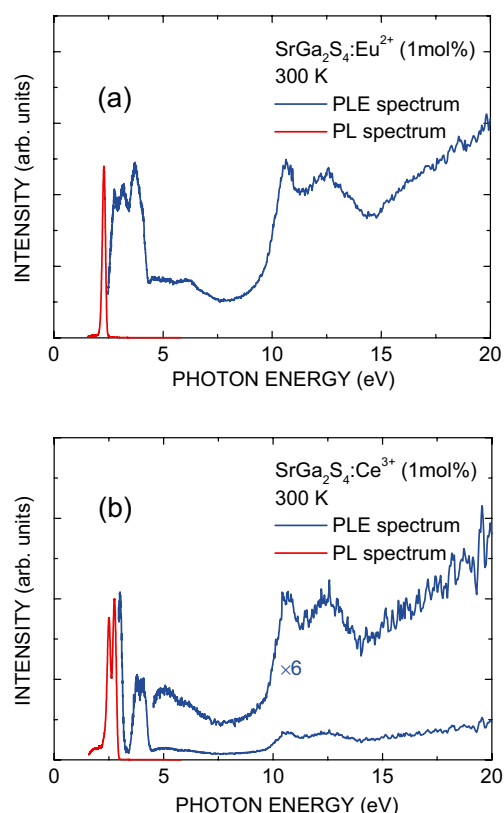 (a)
SrGa₂S₄:Eu²⁺ (1mol%)
300 K
PLE spectrum
PL spectrum
INTENSITY (arb. units)
0 5 10 15 20
PHOTON ENERGY (eV)
(b)
SrGa₂S₄:Ce³⁺ (1mol%)
300 K
PLE spectrum
PL spectrum
×6
INTENSITY (arb. units)
0 5 10 15 20
PHOTON ENERGY (eV)